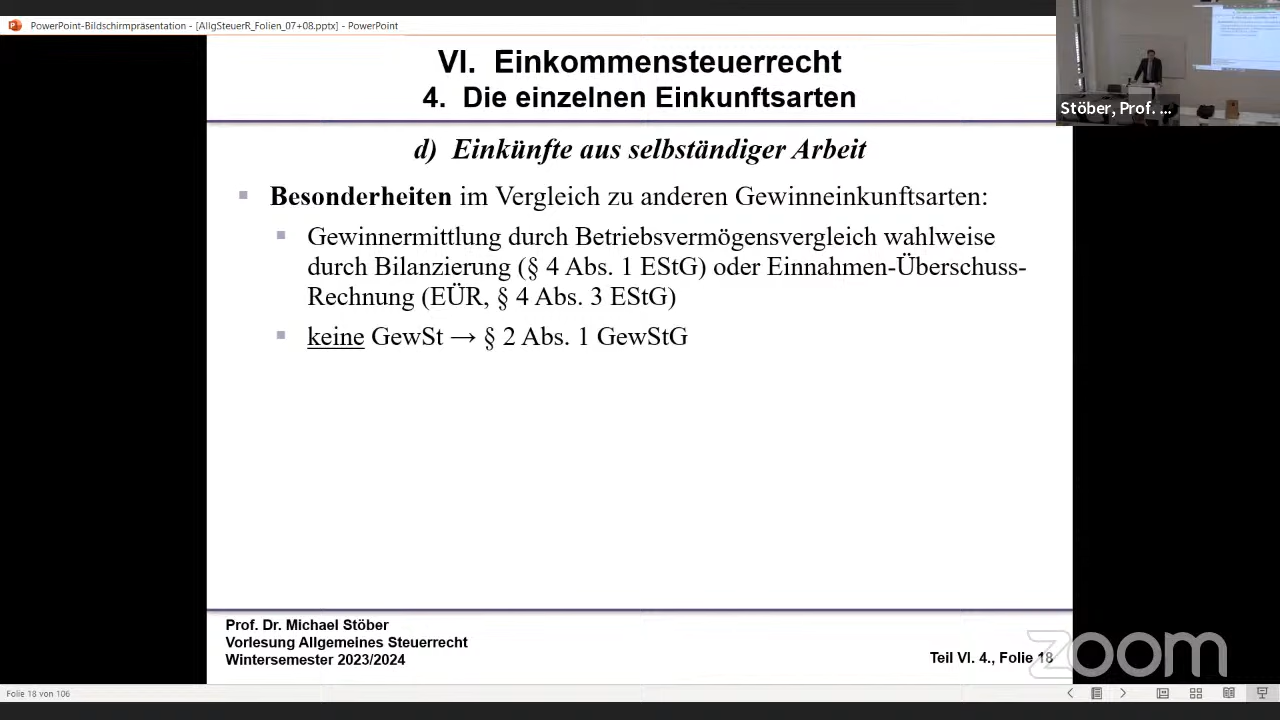 PowerPoint-Bildschirmpräsentation - [AllgSteuerR_Folien_07+08.pptx] - PowerPoint
VI. Einkommensteuerrecht
4. Die einzelnen Einkunftsarten
Stöber, Prof. ...
d) Einkünfte aus selbständiger Arbeit
Besonderheiten im Vergleich zu anderen Gewinneinkunftsarten:
Gewinnermittlung durch Betriebsvermögensvergleich wahlweise
durch Bilanzierung (§ 4 Abs. 1 EStG) oder Einnahmen-Überschuss-
Rechnung (EÜR, § 4 Abs. 3 EStG)
keine GewSt → § 2 Abs. 1 GewStG
Prof. Dr. Michael Stöber
Vorlesung Allgemeines Steuerrecht
Wintersemester 2023/2024
Teil VI. 4., Folie 18
zoom
Folie 18 von 106